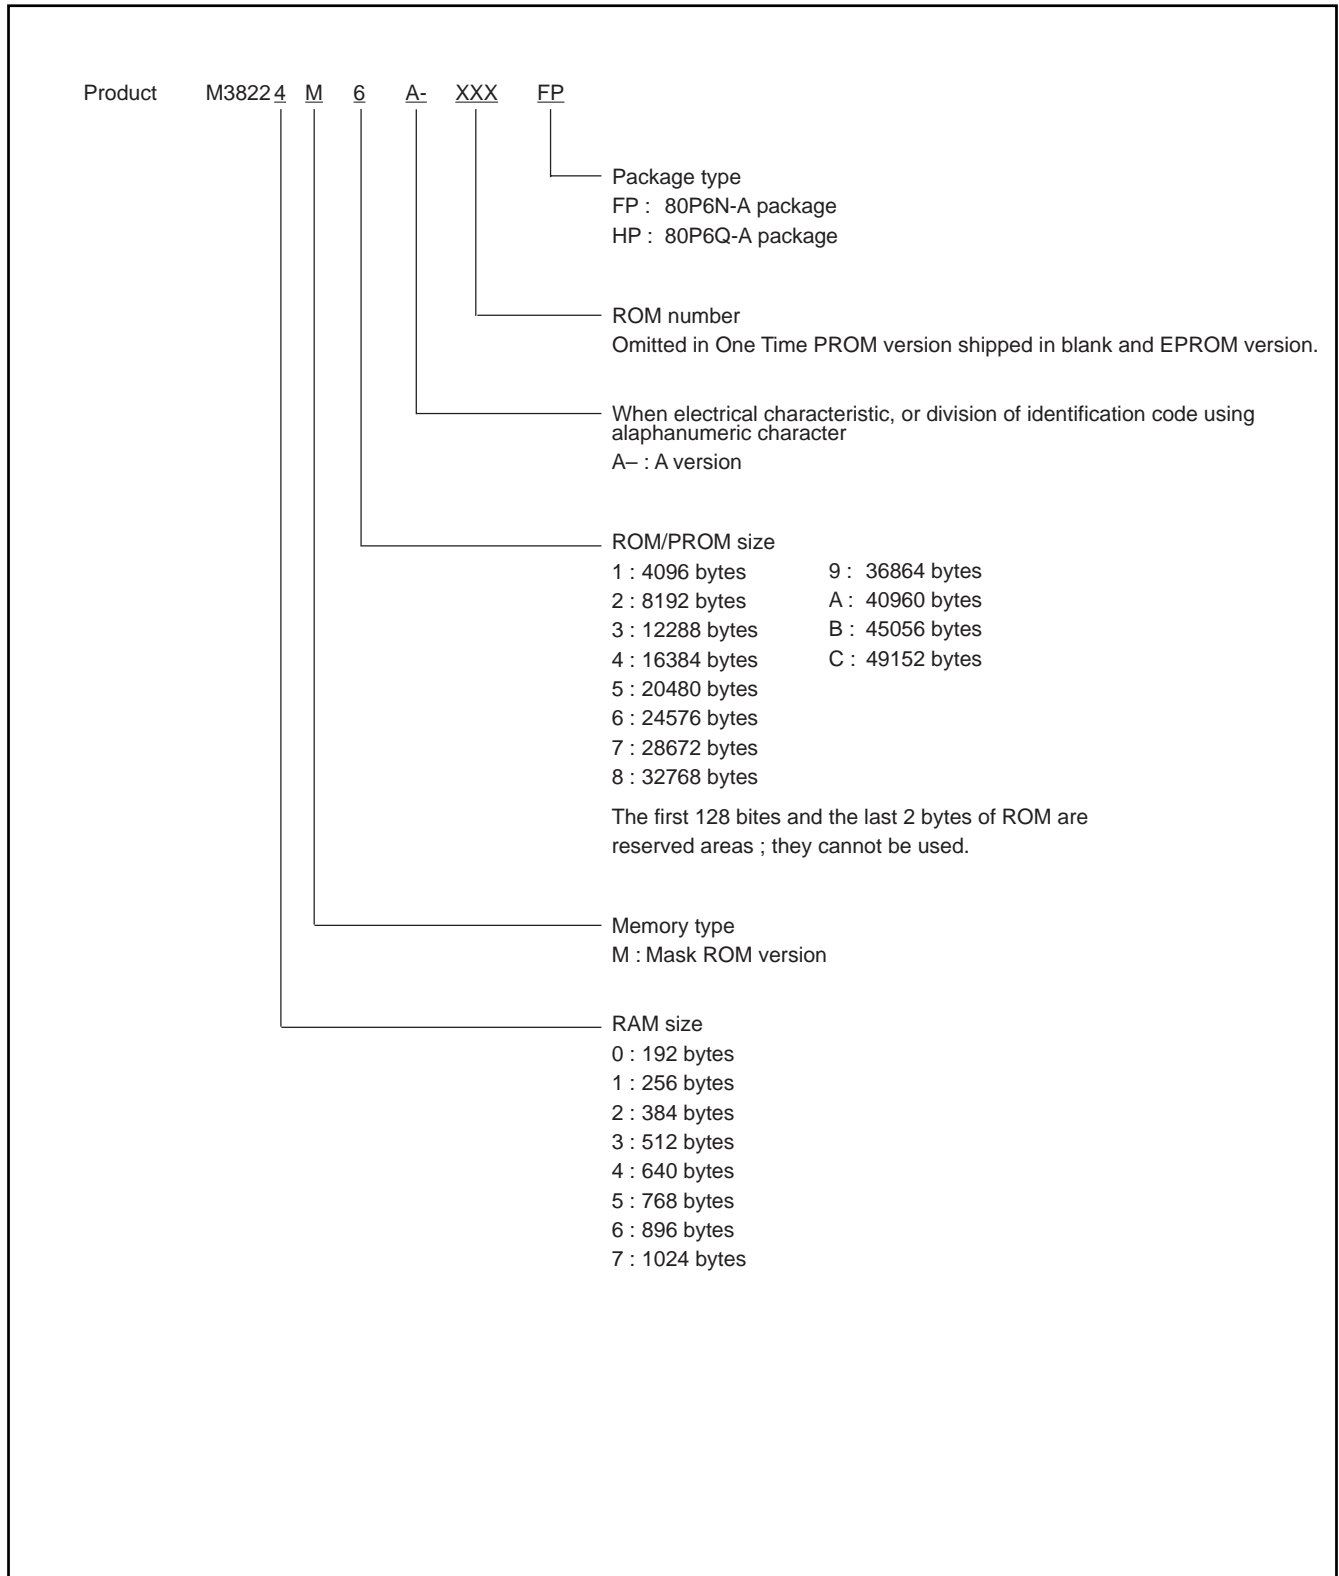 Product M3822 4 M 6 A- XXX FP
Package type
FP : 80P6N-A package
HP : 80P6Q-A package
ROM number
Omitted in One Time PROM version shipped in blank and EPROM version.
When electrical characteristic, or division of identification code using
alaphanumeric character
A– : A version
ROM/PROM size
1 : 4096 bytes 9 : 36864 bytes
2 : 8192 bytes A : 40960 bytes
3 : 12288 bytes B : 45056 bytes
4 : 16384 bytes C : 49152 bytes
5 : 20480 bytes
6 : 24576 bytes
7 : 28672 bytes
8 : 32768 bytes
The first 128 bites and the last 2 bytes of ROM are
reserved areas ; they cannot be used.
Memory type
M : Mask ROM version
RAM size
0 : 192 bytes
1 : 256 bytes
2 : 384 bytes
3 : 512 bytes
4 : 640 bytes
5 : 768 bytes
6 : 896 bytes
7 : 1024 bytes